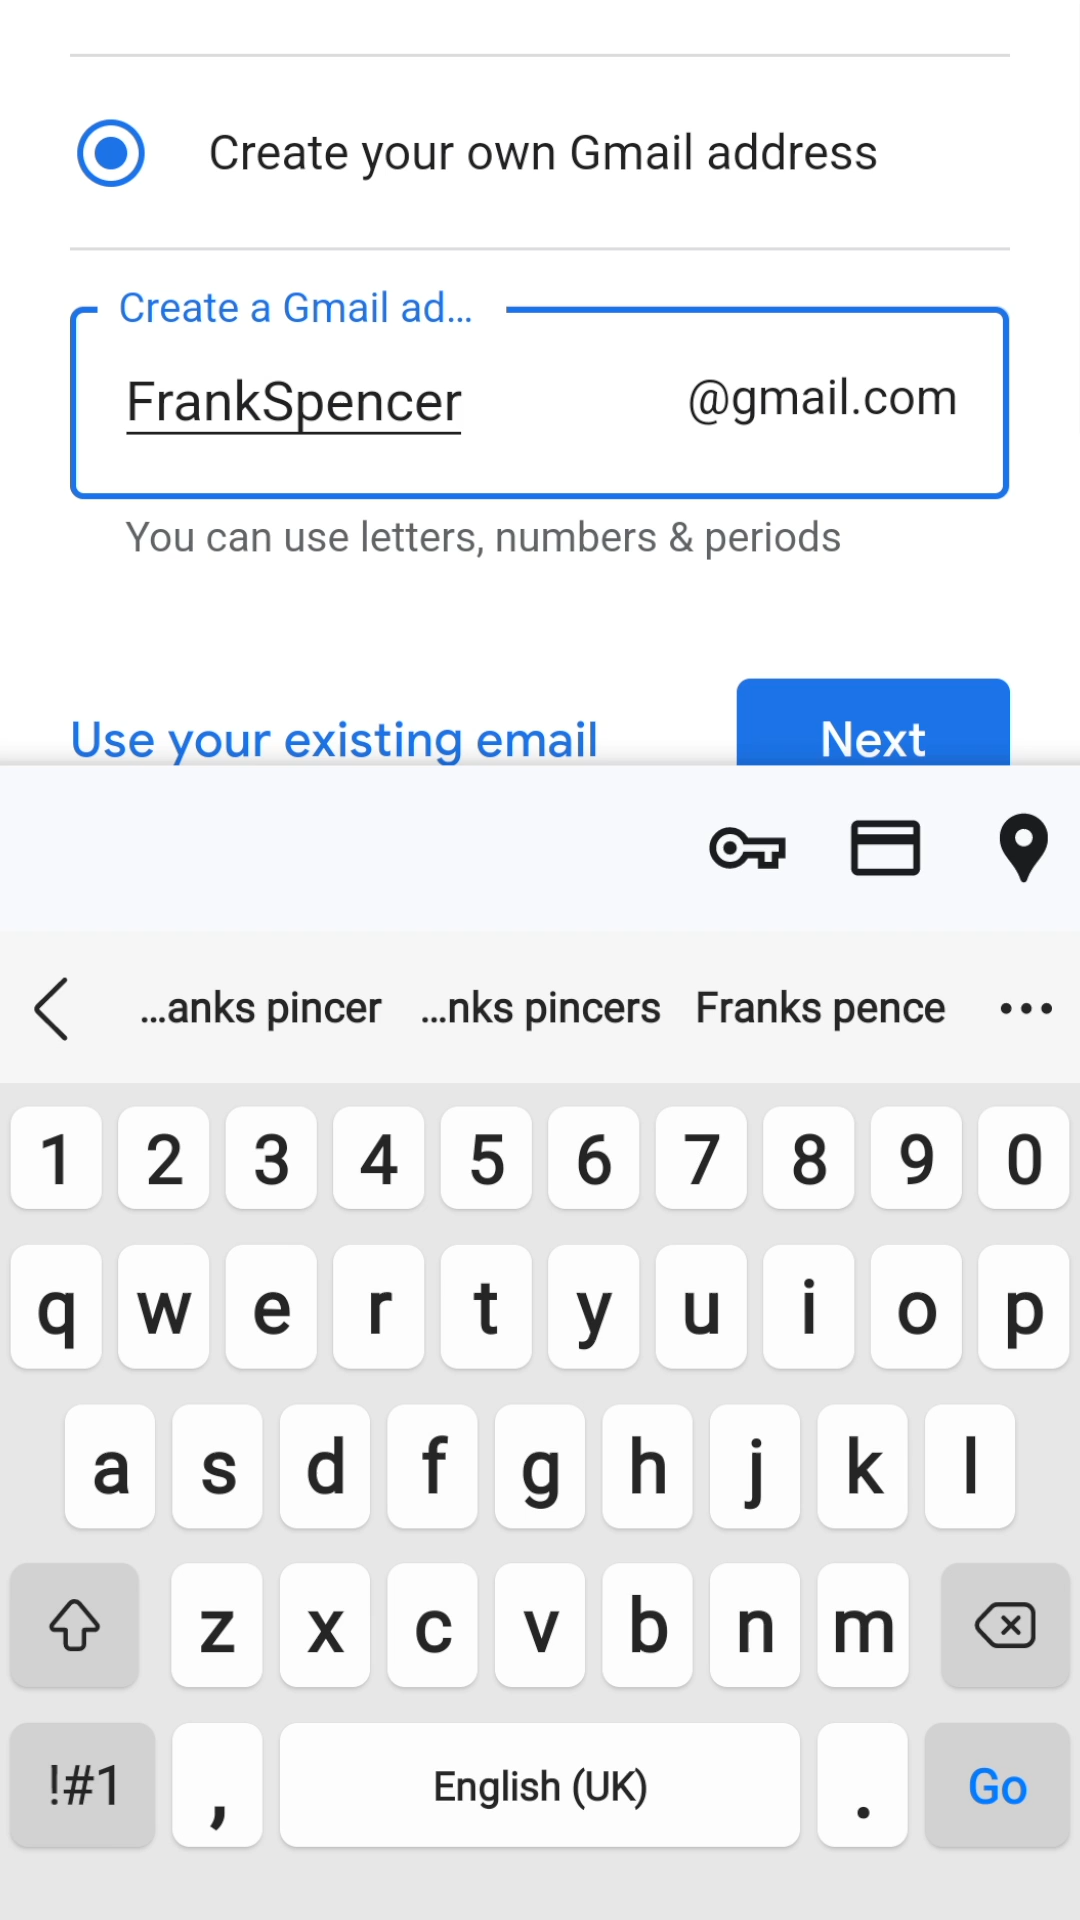 Create your own Gmail address
Create a Gmail ad...
FrankSpencer @gmail.com
You can use letters, numbers & periods
Use your existing email Next
...anks pincer ...nks pincers Franks pence ...
1 2 3 4 5 6 7 8 9 0
q w e r t y u i o p
a s d f g h j k l
z x c v b n m
!#1 , English (UK) . Go